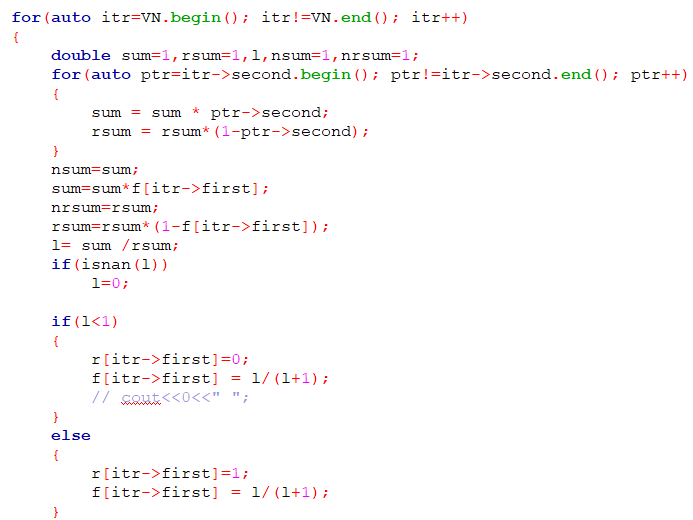 for(auto itr=VN.begin(); itr!=VN.end(); itr++)
{
    double sum=1,rsum=1,l,nsum=1,nrsum=1;
    for(auto ptr=itr->second.begin(); ptr!=itr->second.end(); ptr++)
    {
        sum = sum * ptr->second;
        rsum = rsum*(1-ptr->second);
    }
    nsum=sum;
    sum=sum*f[itr->first];
    nrsum=rsum;
    rsum=rsum*(1-f[itr->first]);
    l= sum /rsum;
    if(isnan(l))
        l=0;

    if(l<1)
    {
        r[itr->first]=0;
        f[itr->first] = l/(l+1);
        // cout<<0<<" ";
    }
    else
    {
        r[itr->first]=1;
        f[itr->first] = l/(l+1);
    }